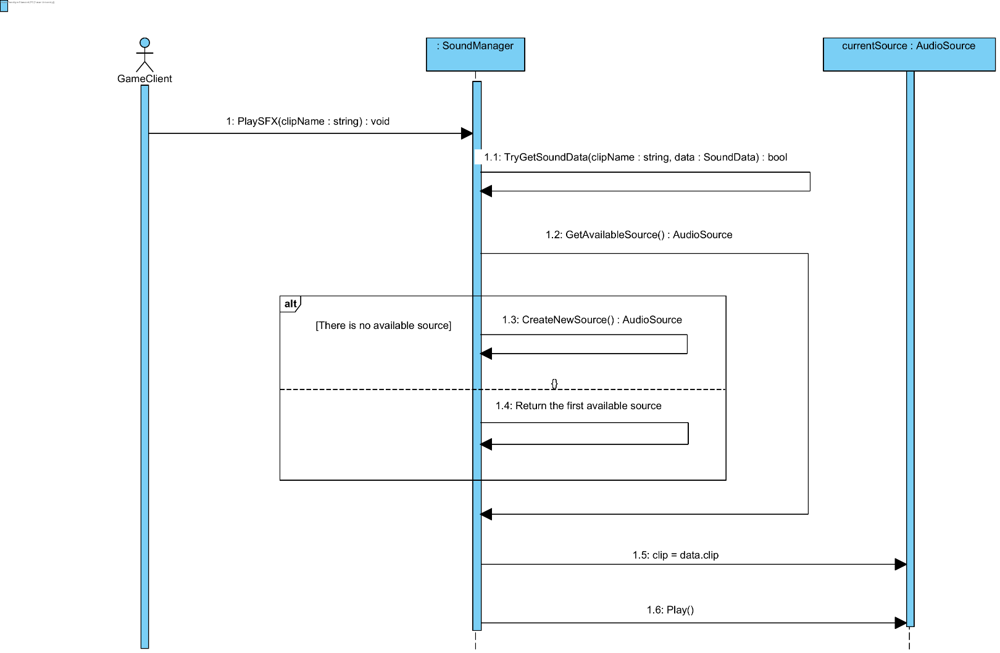 GameClient
: SoundManager
currentSource : AudioSource
1: PlaySFX(clipName : string) : void
1.1: TryGetSoundData(clipName : string, data : SoundData) : bool
1.2: GetAvailableSource() : AudioSource
alt
[There is no available source]
1.3: CreateNewSource() : AudioSource
{}
1.4: Return the first available source
1.5: clip = data.clip
1.6: Play()